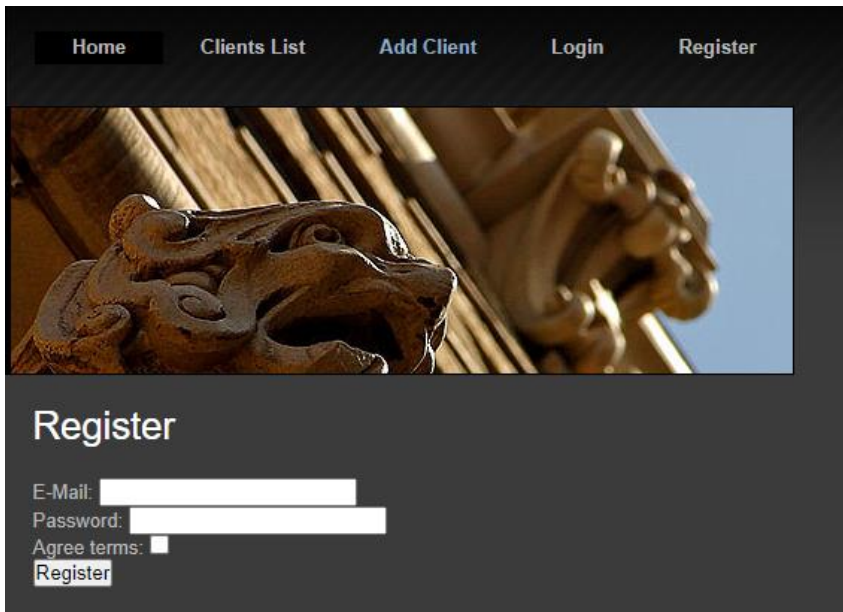 Home Clients List Add Client Login Register
Register
E-Mail:
Password:
Agree terms:
Register